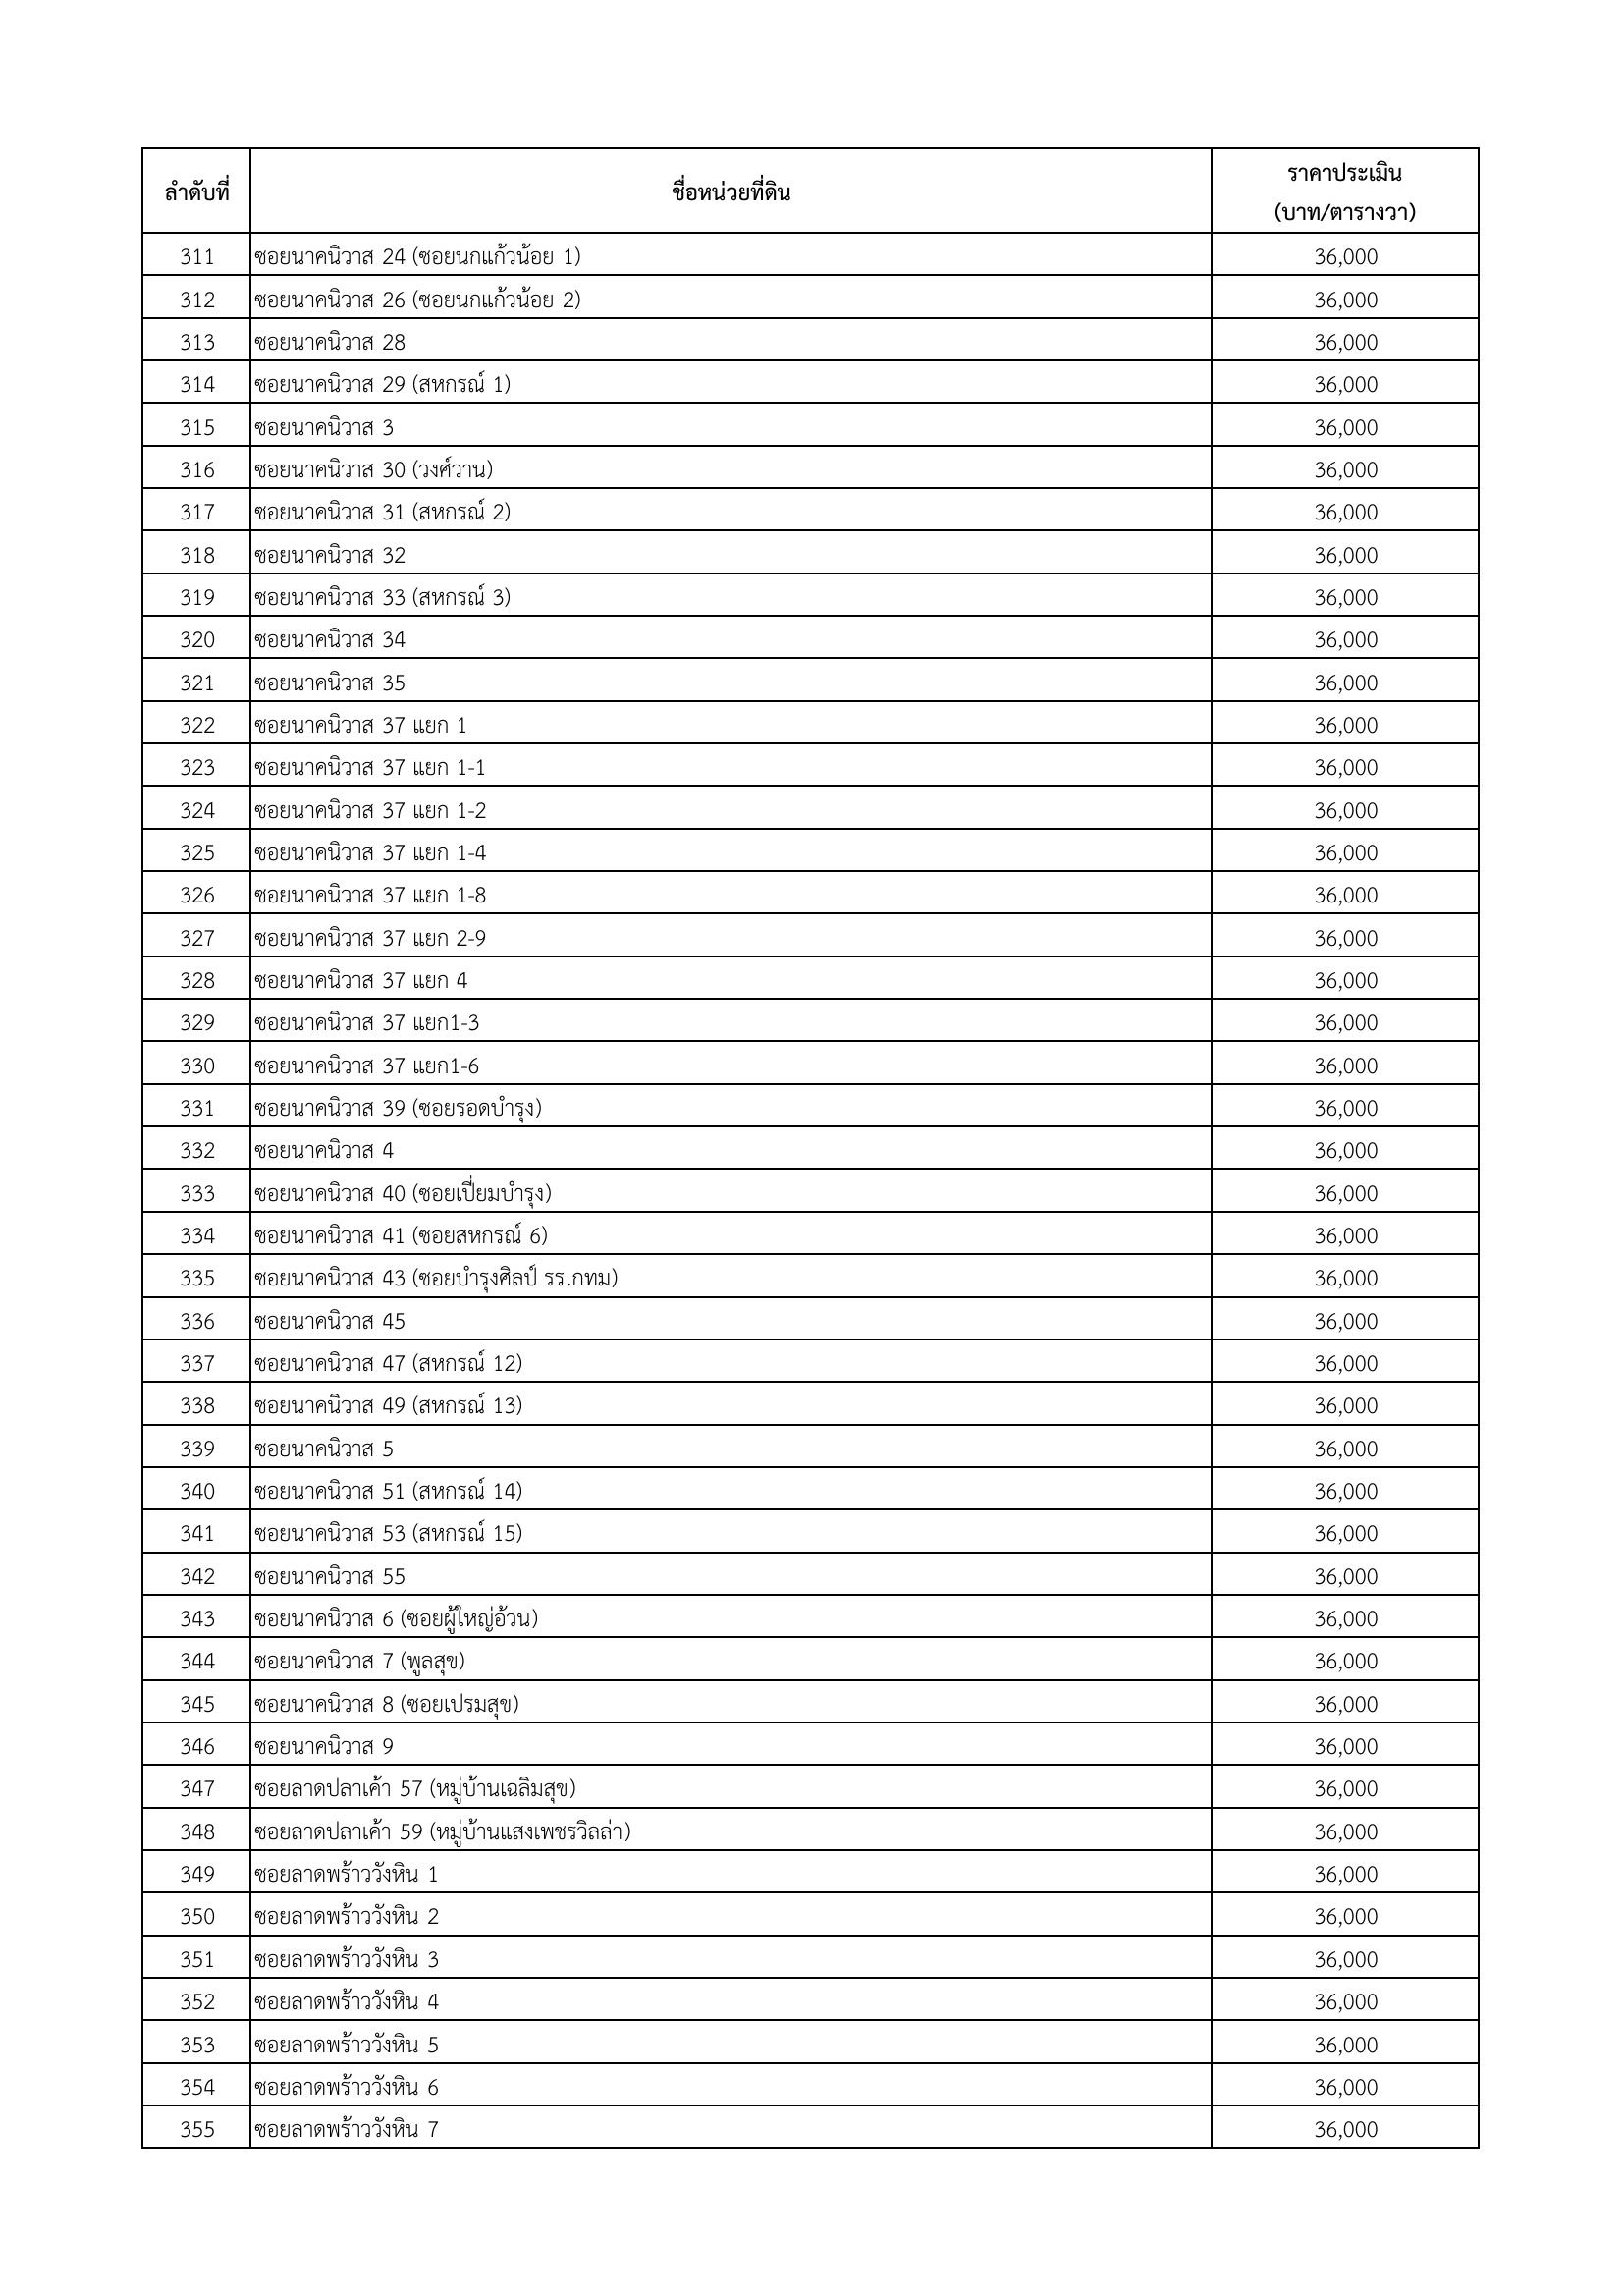 ลำดับที่ ชื่อหน่วยที่ดิน ราคาประเมิน
(บาท/ตารางวา)
311 ซอยนาคนิวาส 24 (ซอยนกแก้วน้อย 1) 36,000
312 ซอยนาคนิวาส 26 (ซอยนกแก้วน้อย 2) 36,000
313 ซอยนาคนิวาส 28 36,000
314 ซอยนาคนิวาส 29 (สหกรณ์ 1) 36,000
315 ซอยนาคนิวาส 3 36,000
316 ซอยนาคนิวาส 30 (วงศ์วาน) 36,000
317 ซอยนาคนิวาส 31 (สหกรณ์ 2) 36,000
318 ซอยนาคนิวาส 32 36,000
319 ซอยนาคนิวาส 33 (สหกรณ์ 3) 36,000
320 ซอยนาคนิวาส 34 36,000
321 ซอยนาคนิวาส 35 36,000
322 ซอยนาคนิวาส 37 แยก 1 36,000
323 ซอยนาคนิวาส 37 แยก 1-1 36,000
324 ซอยนาคนิวาส 37 แยก 1-2 36,000
325 ซอยนาคนิวาส 37 แยก 1-4 36,000
326 ซอยนาคนิวาส 37 แยก 1-8 36,000
327 ซอยนาคนิวาส 37 แยก 2-9 36,000
328 ซอยนาคนิวาส 37 แยก 4 36,000
329 ซอยนาคนิวาส 37 แยก1-3 36,000
330 ซอยนาคนิวาส 37 แยก1-6 36,000
331 ซอยนาคนิวาส 39 (ซอยรอดบำรุง) 36,000
332 ซอยนาคนิวาส 4 36,000
333 ซอยนาคนิวาส 40 (ซอยเปี่ยมบำรุง) 36,000
334 ซอยนาคนิวาส 41 (ซอยสหกรณ์ 6) 36,000
335 ซอยนาคนิวาส 43 (ซอยบำรุงศิลป์ รร.กทม) 36,000
336 ซอยนาคนิวาส 45 36,000
337 ซอยนาคนิวาส 47 (สหกรณ์ 12) 36,000
338 ซอยนาคนิวาส 49 (สหกรณ์ 13) 36,000
339 ซอยนาคนิวาส 5 36,000
340 ซอยนาคนิวาส 51 (สหกรณ์ 14) 36,000
341 ซอยนาคนิวาส 53 (สหกรณ์ 15) 36,000
342 ซอยนาคนิวาส 55 36,000
343 ซอยนาคนิวาส 6 (ซอยผู้ใหญ่อ้วน) 36,000
344 ซอยนาคนิวาส 7 (พูลสุข) 36,000
345 ซอยนาคนิวาส 8 (ซอยเปรมสุข) 36,000
346 ซอยนาคนิวาส 9 36,000
347 ซอยลาดปลาเค้า 57 (หมู่บ้านเฉลิมสุข) 36,000
348 ซอยลาดปลาเค้า 59 (หมู่บ้านแสงเพชรวิลล่า) 36,000
349 ซอยลาดพร้าววังหิน 1 36,000
350 ซอยลาดพร้าววังหิน 2 36,000
351 ซอยลาดพร้าววังหิน 3 36,000
352 ซอยลาดพร้าววังหิน 4 36,000
353 ซอยลาดพร้าววังหิน 5 36,000
354 ซอยลาดพร้าววังหิน 6 36,000
355 ซอยลาดพร้าววังหิน 7 36,000